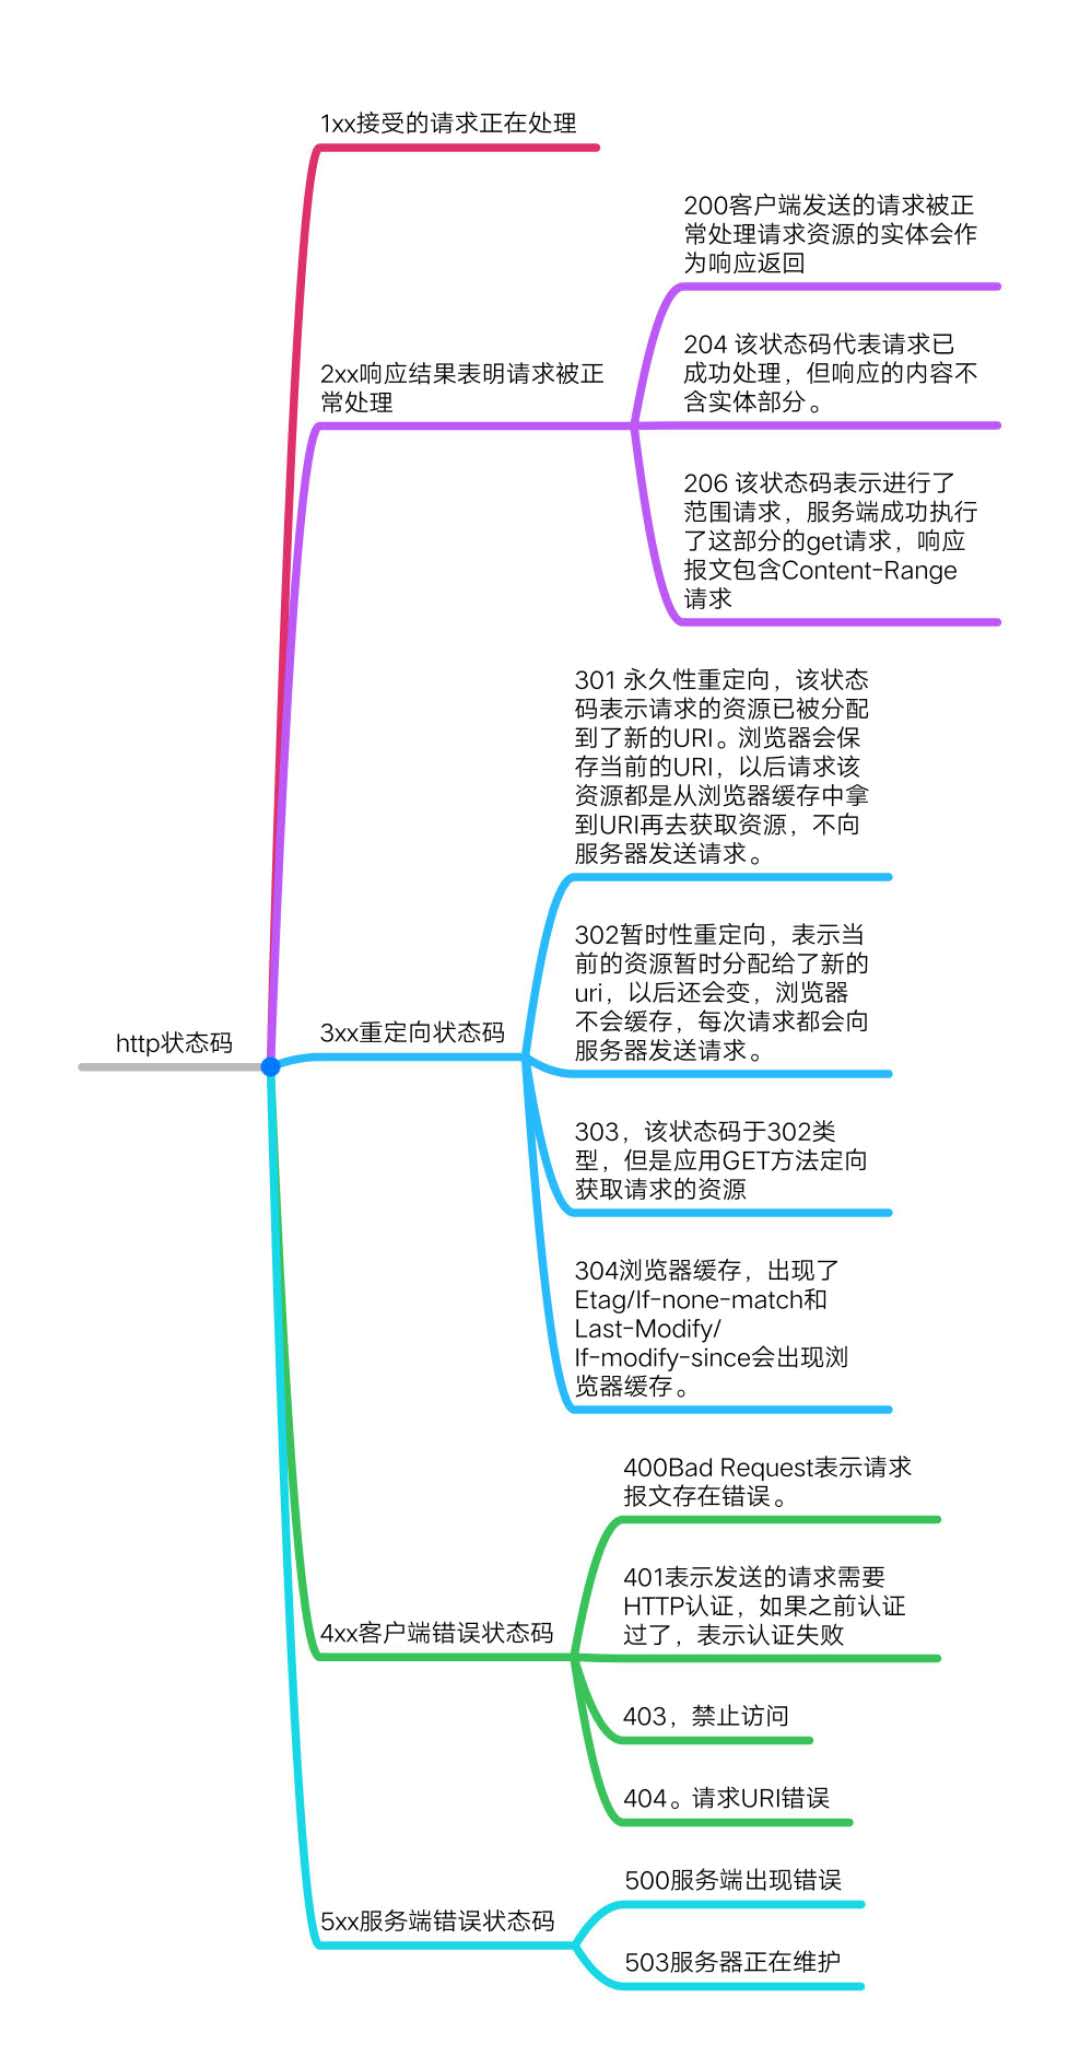 1xx接受的请求正在处理
200客户端发送的请求被正
常处理请求资源的实体会作
为响应返回
204 该状态码代表请求已
成功处理，但响应的内容不
含实体部分。
2xx响应结果表明请求被正
常处理
206 该状态码表示进行了
范围请求，服务端成功执行
了这部分的get请求，响应
报文包含Content-Range
请求
301 永久性重定向，该状态
码表示请求的资源已被分配
到了新的URI。浏览器会保
存当前的URI，以后请求该
资源都是从浏览器缓存中拿
到URI再去获取资源，不向
服务器发送请求。
302暂时性重定向，表示当
前的资源暂时分配给了新的
uri，以后还会变，浏览器
不会缓存，每次请求都会向
服务器发送请求。
http状态码
3xx重定向状态码
303，该状态码于302类
型，但是应用GET方法定向
获取请求的资源
304浏览器缓存，出现了
Etag/If-none-match和
Last-Modify/
If-modify-since会出现浏
览器缓存。
400Bad Request表示请求
报文存在错误。
401表示发送的请求需要
HTTP认证，如果之前认证
过了，表示认证失败
4xx客户端错误状态码
403，禁止访问
404。请求URI错误
500服务端出现错误
5xx服务端错误状态码
503服务器正在维护